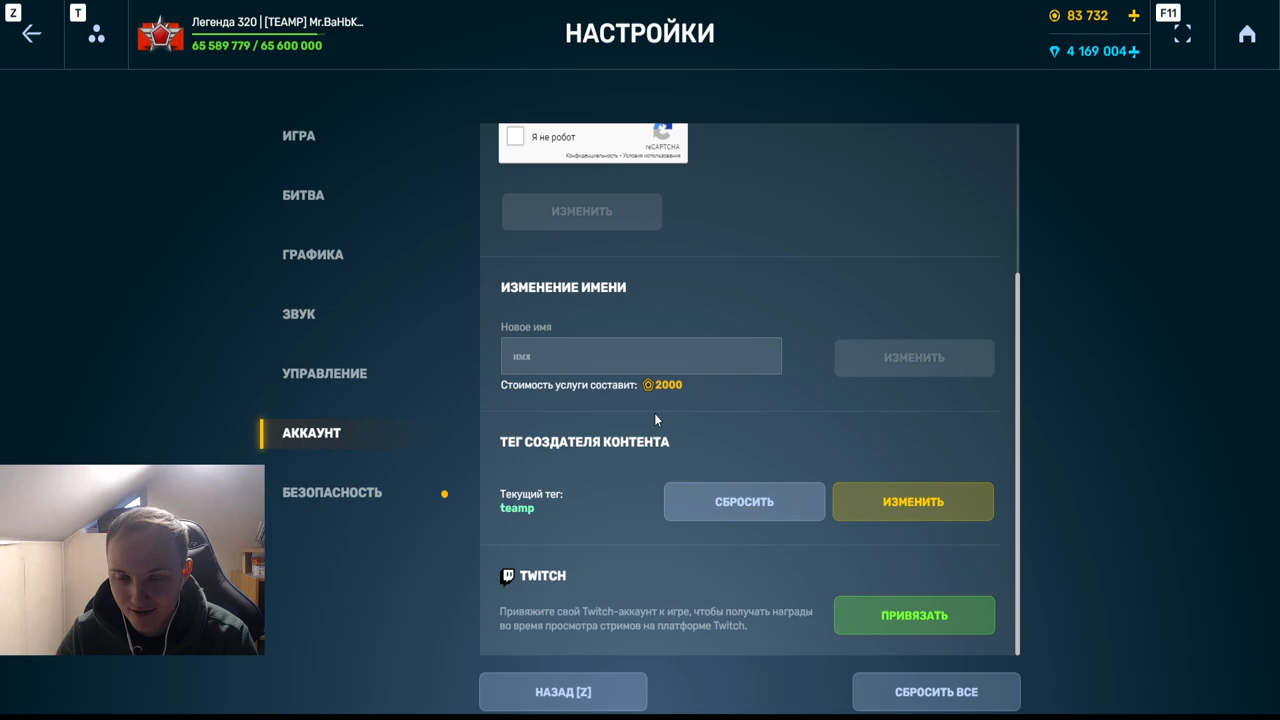 Z
T
Легенда 320 | [TEAMP] Mr.BaHbK...
65 589 779 / 65 600 000
НАСТРОЙКИ
83 732
4 169 004
F11
ИГРА
БИТВА
ГРАФИКА
ЗВУК
УПРАВЛЕНИЕ
АККАУНТ
БЕЗОПАСНОСТЬ
Я не робот
reCAPTCHA
Конфиденциальность - Условия использования
ИЗМЕНИТЬ
ИЗМЕНЕНИЕ ИМЕНИ
Новое имя
имя
ИЗМЕНИТЬ
Стоимость услуги составит: 2000
ТЕГ СОЗДАТЕЛЯ КОНТЕНТА
Текущий тег:
teamp
СБРОСИТЬ
ИЗМЕНИТЬ
TWITCH
Привяжите свой Twitch-аккаунт к игре, чтобы получать награды
во время просмотра стримов на платформе Twitch.
ПРИВЯЗАТЬ
НАЗАД [Z]
СБРОСИТЬ ВСЕ